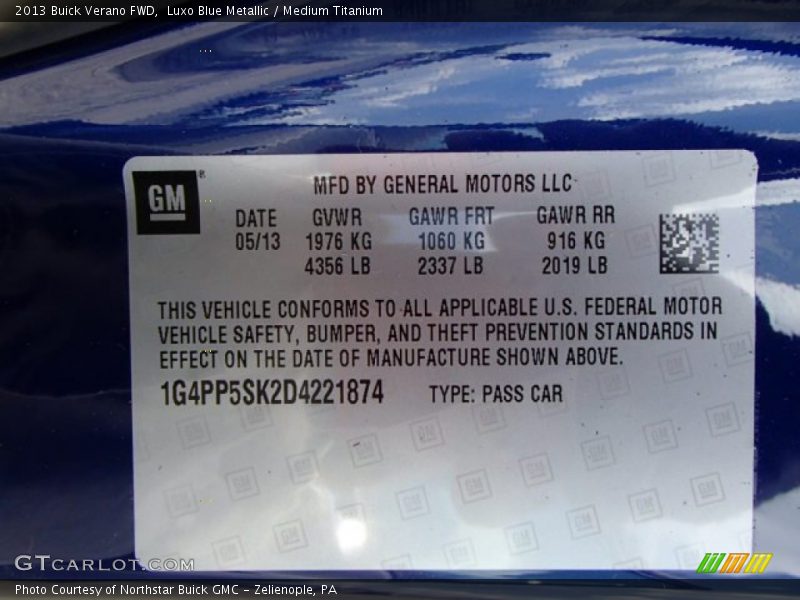 2013 Buick Verano FWD, Luxo Blue Metallic / Medium Titanium
GM ®
MFD BY GENERAL MOTORS LLC
DATE GVWR GAWR FRT GAWR RR
05/13 1976 KG 1060 KG 916 KG
4356 LB 2337 LB 2019 LB
THIS VEHICLE CONFORMS TO ALL APPLICABLE U.S. FEDERAL MOTOR
VEHICLE SAFETY, BUMPER, AND THEFT PREVENTION STANDARDS IN
EFFECT ON THE DATE OF MANUFACTURE SHOWN ABOVE.
1G4PP5SK2D4221874 TYPE: PASS CAR
GTCARLOT.COM
Photo Courtesy of Northstar Buick GMC - Zelienople, PA